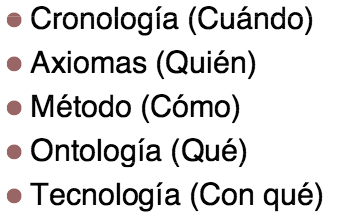 Cronología (Cuándo)
Axiomas (Quién)
Método (Cómo)
Ontología (Qué)
Tecnología (Con qué)